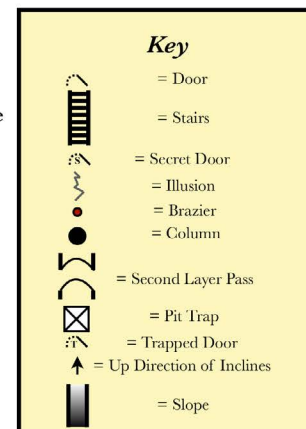 Key
= Door
= Stairs
= Secret Door
= Illusion
= Brazier
= Column
= Second Layer Pass
= Pit Trap
= Trapped Door
= Up Direction of Inclines
= Slope